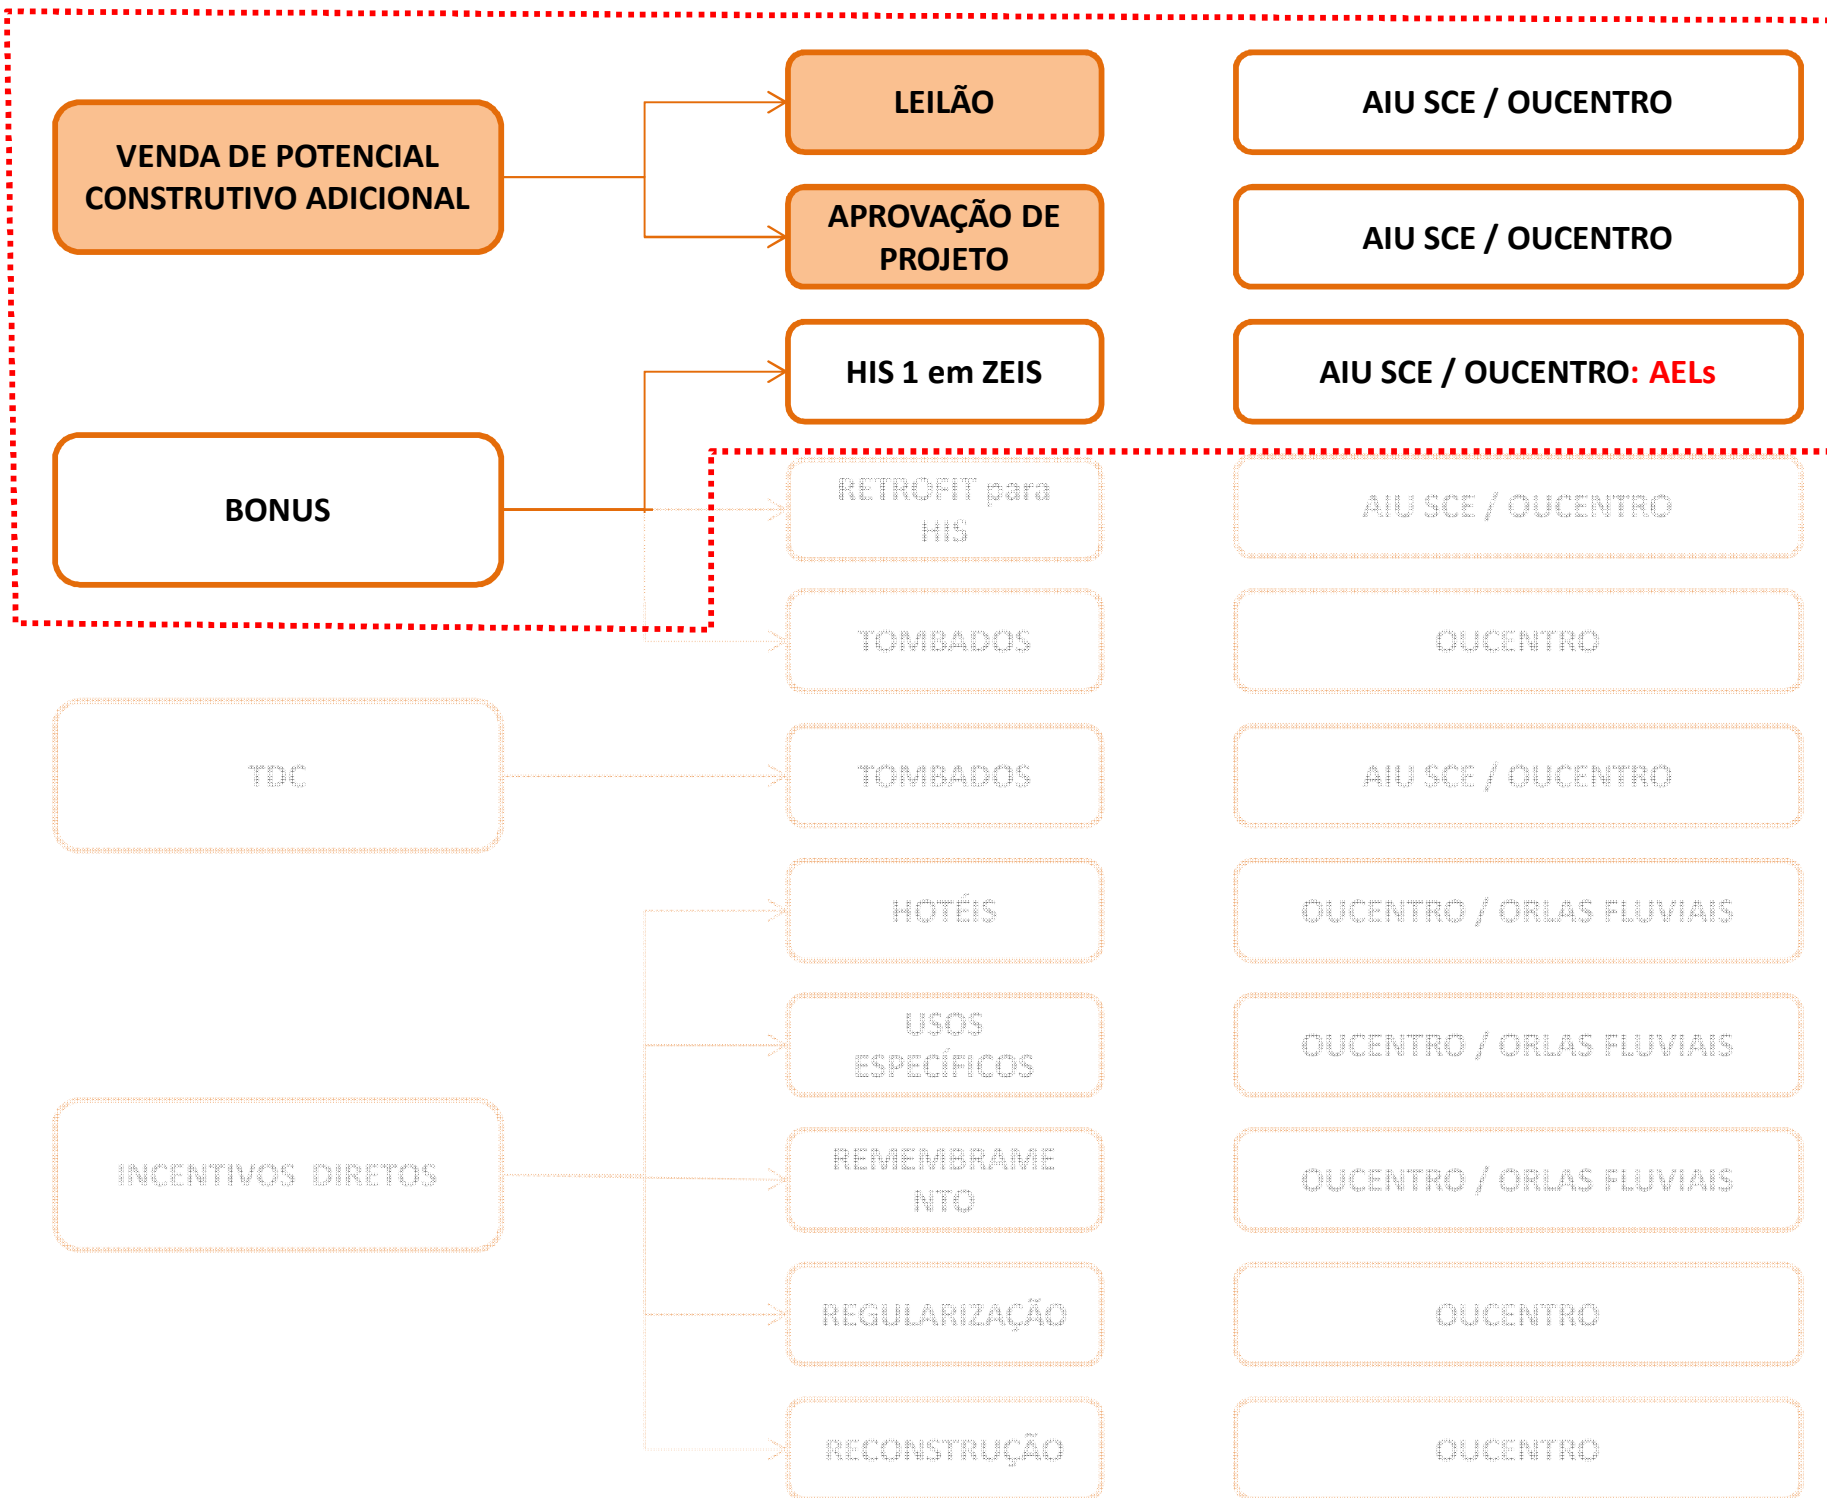 LEILÃO
AIU SCE / OUCENTRO
VENDA DE POTENCIAL
CONSTRUTIVO ADICIONAL
APROVAÇÃO DE
PROJETO
AIU SCE / OUCENTRO
HIS 1 em ZEIS
AIU SCE / OUCENTRO: AELs
BONUS
RETROFIT para
HIS
AIU SCE / OUCENTRO
TOMBADOS
OUCENTRO
TDC
TOMBADOS
AIU SCE / OUCENTRO
HOTÉIS
OUCENTRO / ORLAS FLUVIAIS
USOS
ESPECÍFICOS
OUCENTRO / ORLAS FLUVIAIS
INCENTIVOS DIRETOS
REMEMBRAME
NTO
OUCENTRO / ORLAS FLUVIAIS
REGULARIZAÇÃO
OUCENTRO
RECONSTRUÇÃO
OUCENTRO